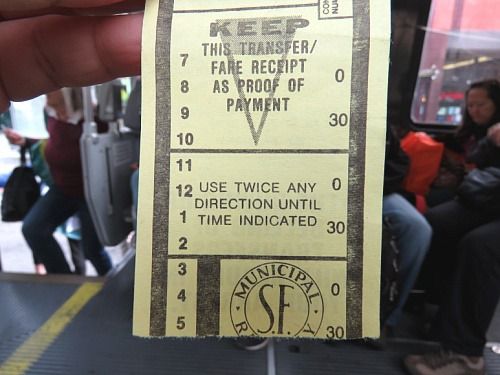 KEEP
THIS TRANSFER/
FARE RECEIPT
AS PROOF OF
PAYMENT
7
8
9
10
0
30
11
12
1
2
USE TWICE ANY
DIRECTION UNTIL
TIME INDICATED
0
30
3
4
5
MUNICIPAL
S.F.
0
30